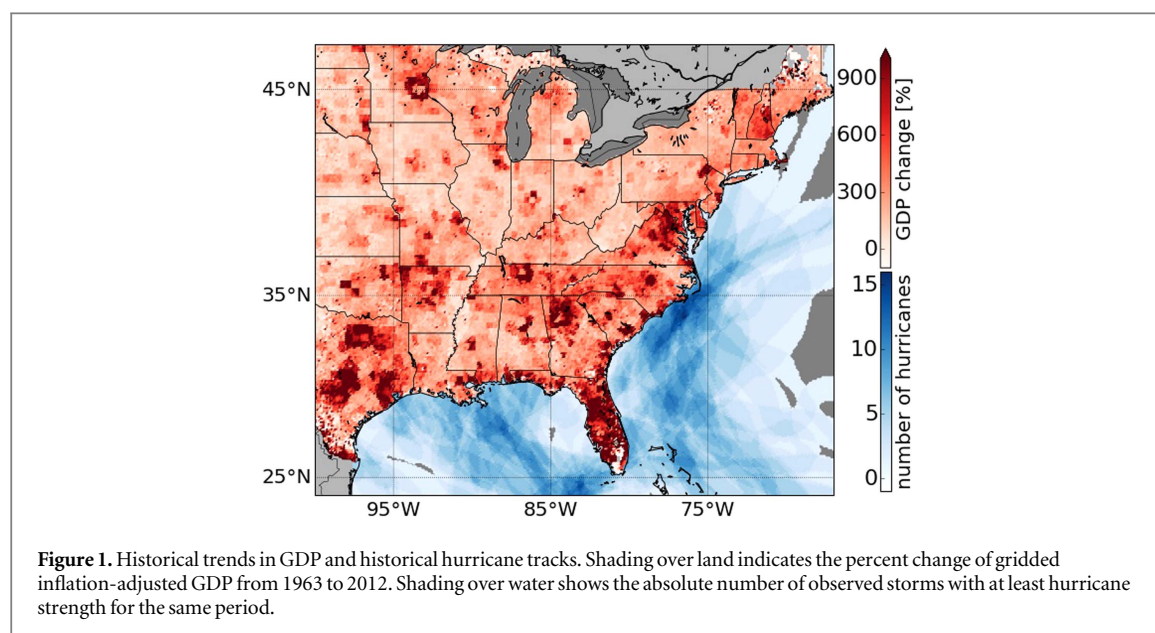 45°N
35°N
25°N
95°W
85°W
75°W
900
600
300
0
GDP change [%]
15
10
5
0
number of hurricanes
Figure 1. Historical trends in GDP and historical hurricane tracks. Shading over land indicates the percent change of gridded
inflation-adjusted GDP from 1963 to 2012. Shading over water shows the absolute number of observed storms with at least hurricane
strength for the same period.